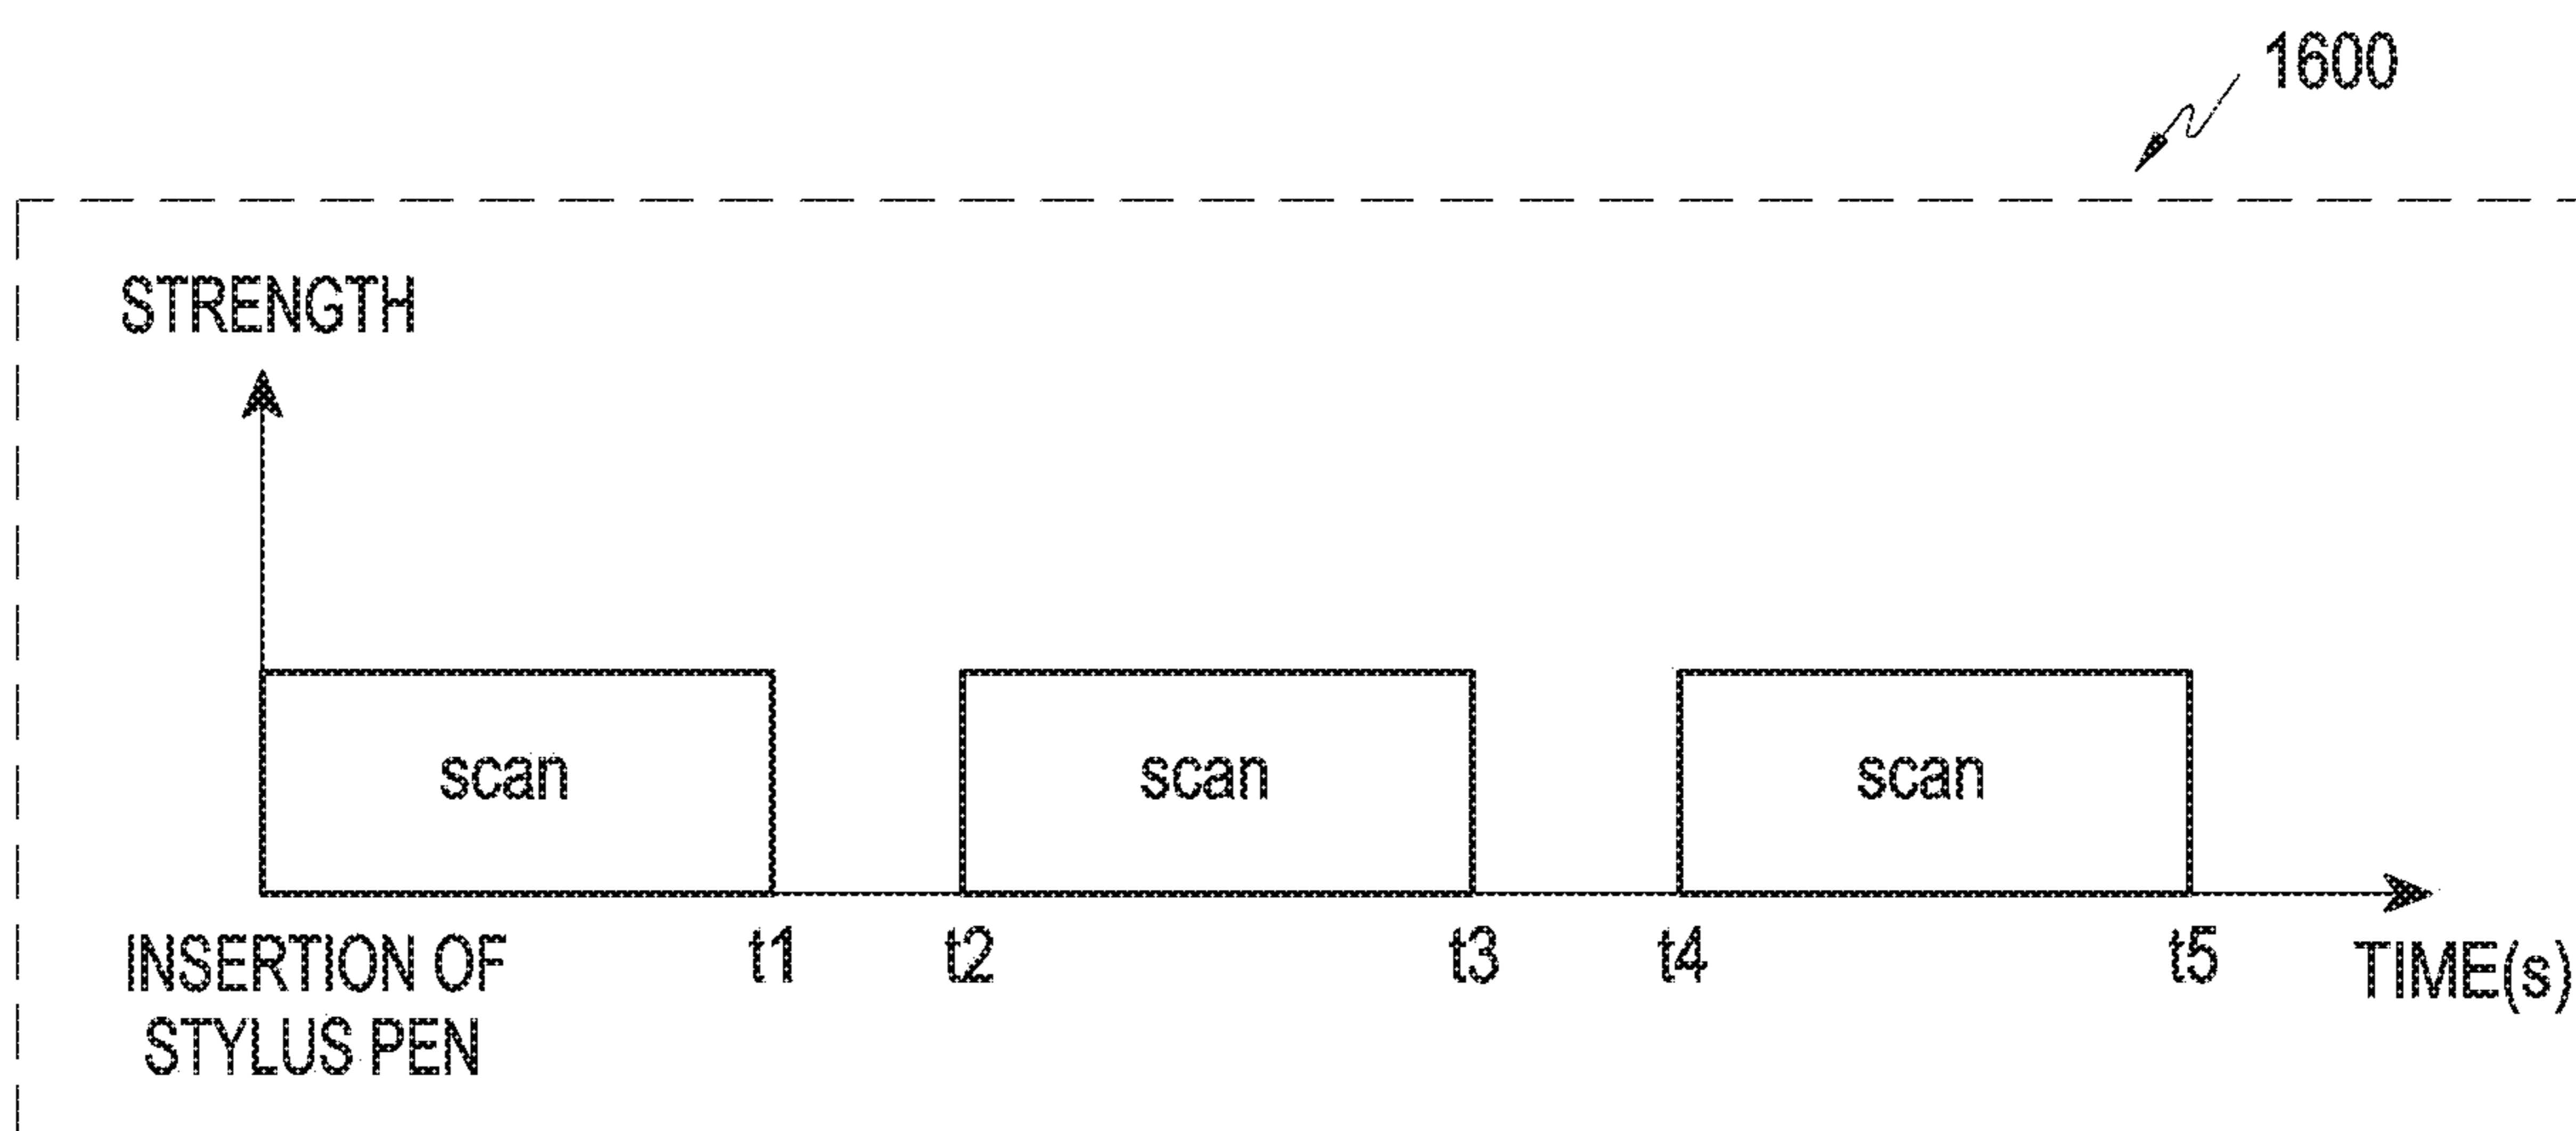 1600
STRENGTH
scan scan scan
INSERTION OF t1 t2 t3 t4 t5 TIME(s)
STYLUS PEN